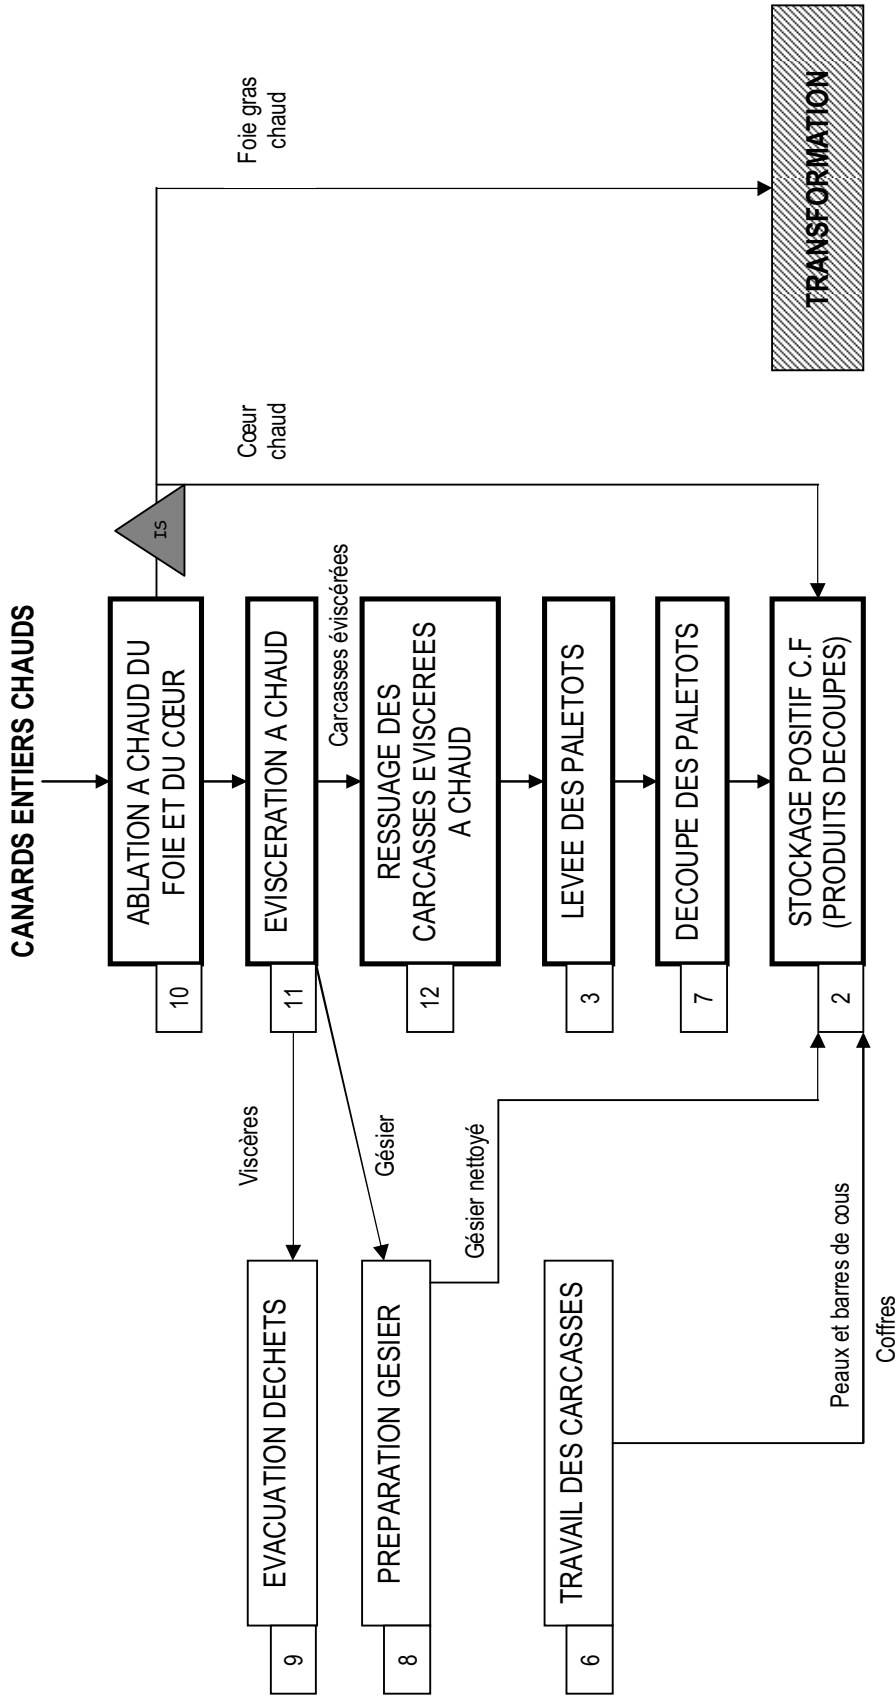 CANARDS ENTIERS CHAUDS
10
ABLATION A CHAUD DU
FOIE ET DU CŒUR
IS
Cœur
chaud
Foie gras
chaud
9
EVACUATION DECHETS
Viscères
11
EVISCERATION A CHAUD
Carcasses éviscérées
8
PREPARATION GESIER
Gésier
Gésier nettoyé
12
RESSUAGE DES
CARCASSES EVISCEREES
A CHAUD
6
TRAVAIL DES CARCASSES
3
LEVEE DES PALETOTS
7
DECOUPE DES PALETOTS
Peaux et barres de cous
Coffres
2
STOCKAGE POSITIF C.F
(PRODUITS DECOUPES)
TRANSFORMATION